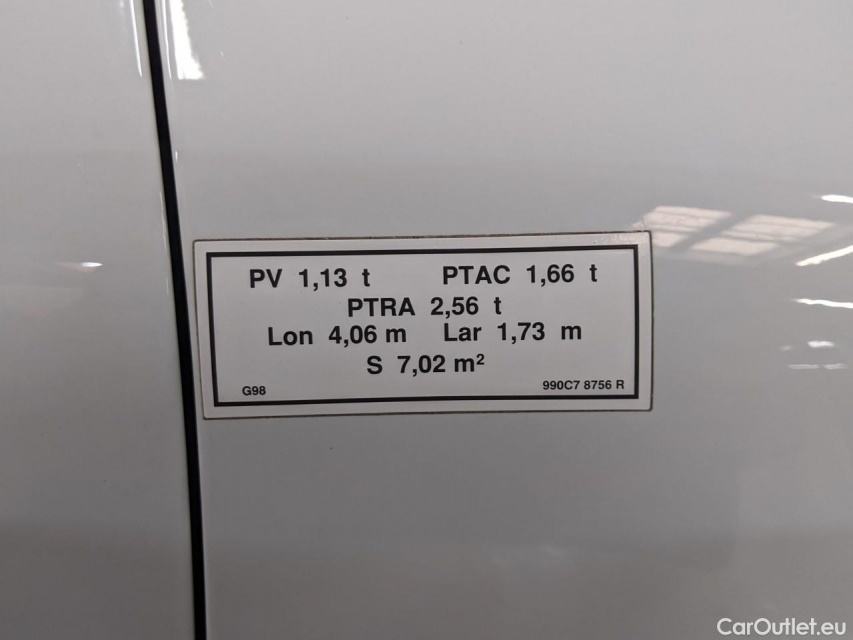 PV 1,13 t PTAC 1,66 t
PTRA 2,56 t
Lon 4,06 m Lar 1,73 m
S 7,02 m²
G98 990C7 8756 R
CarOutlet.eu